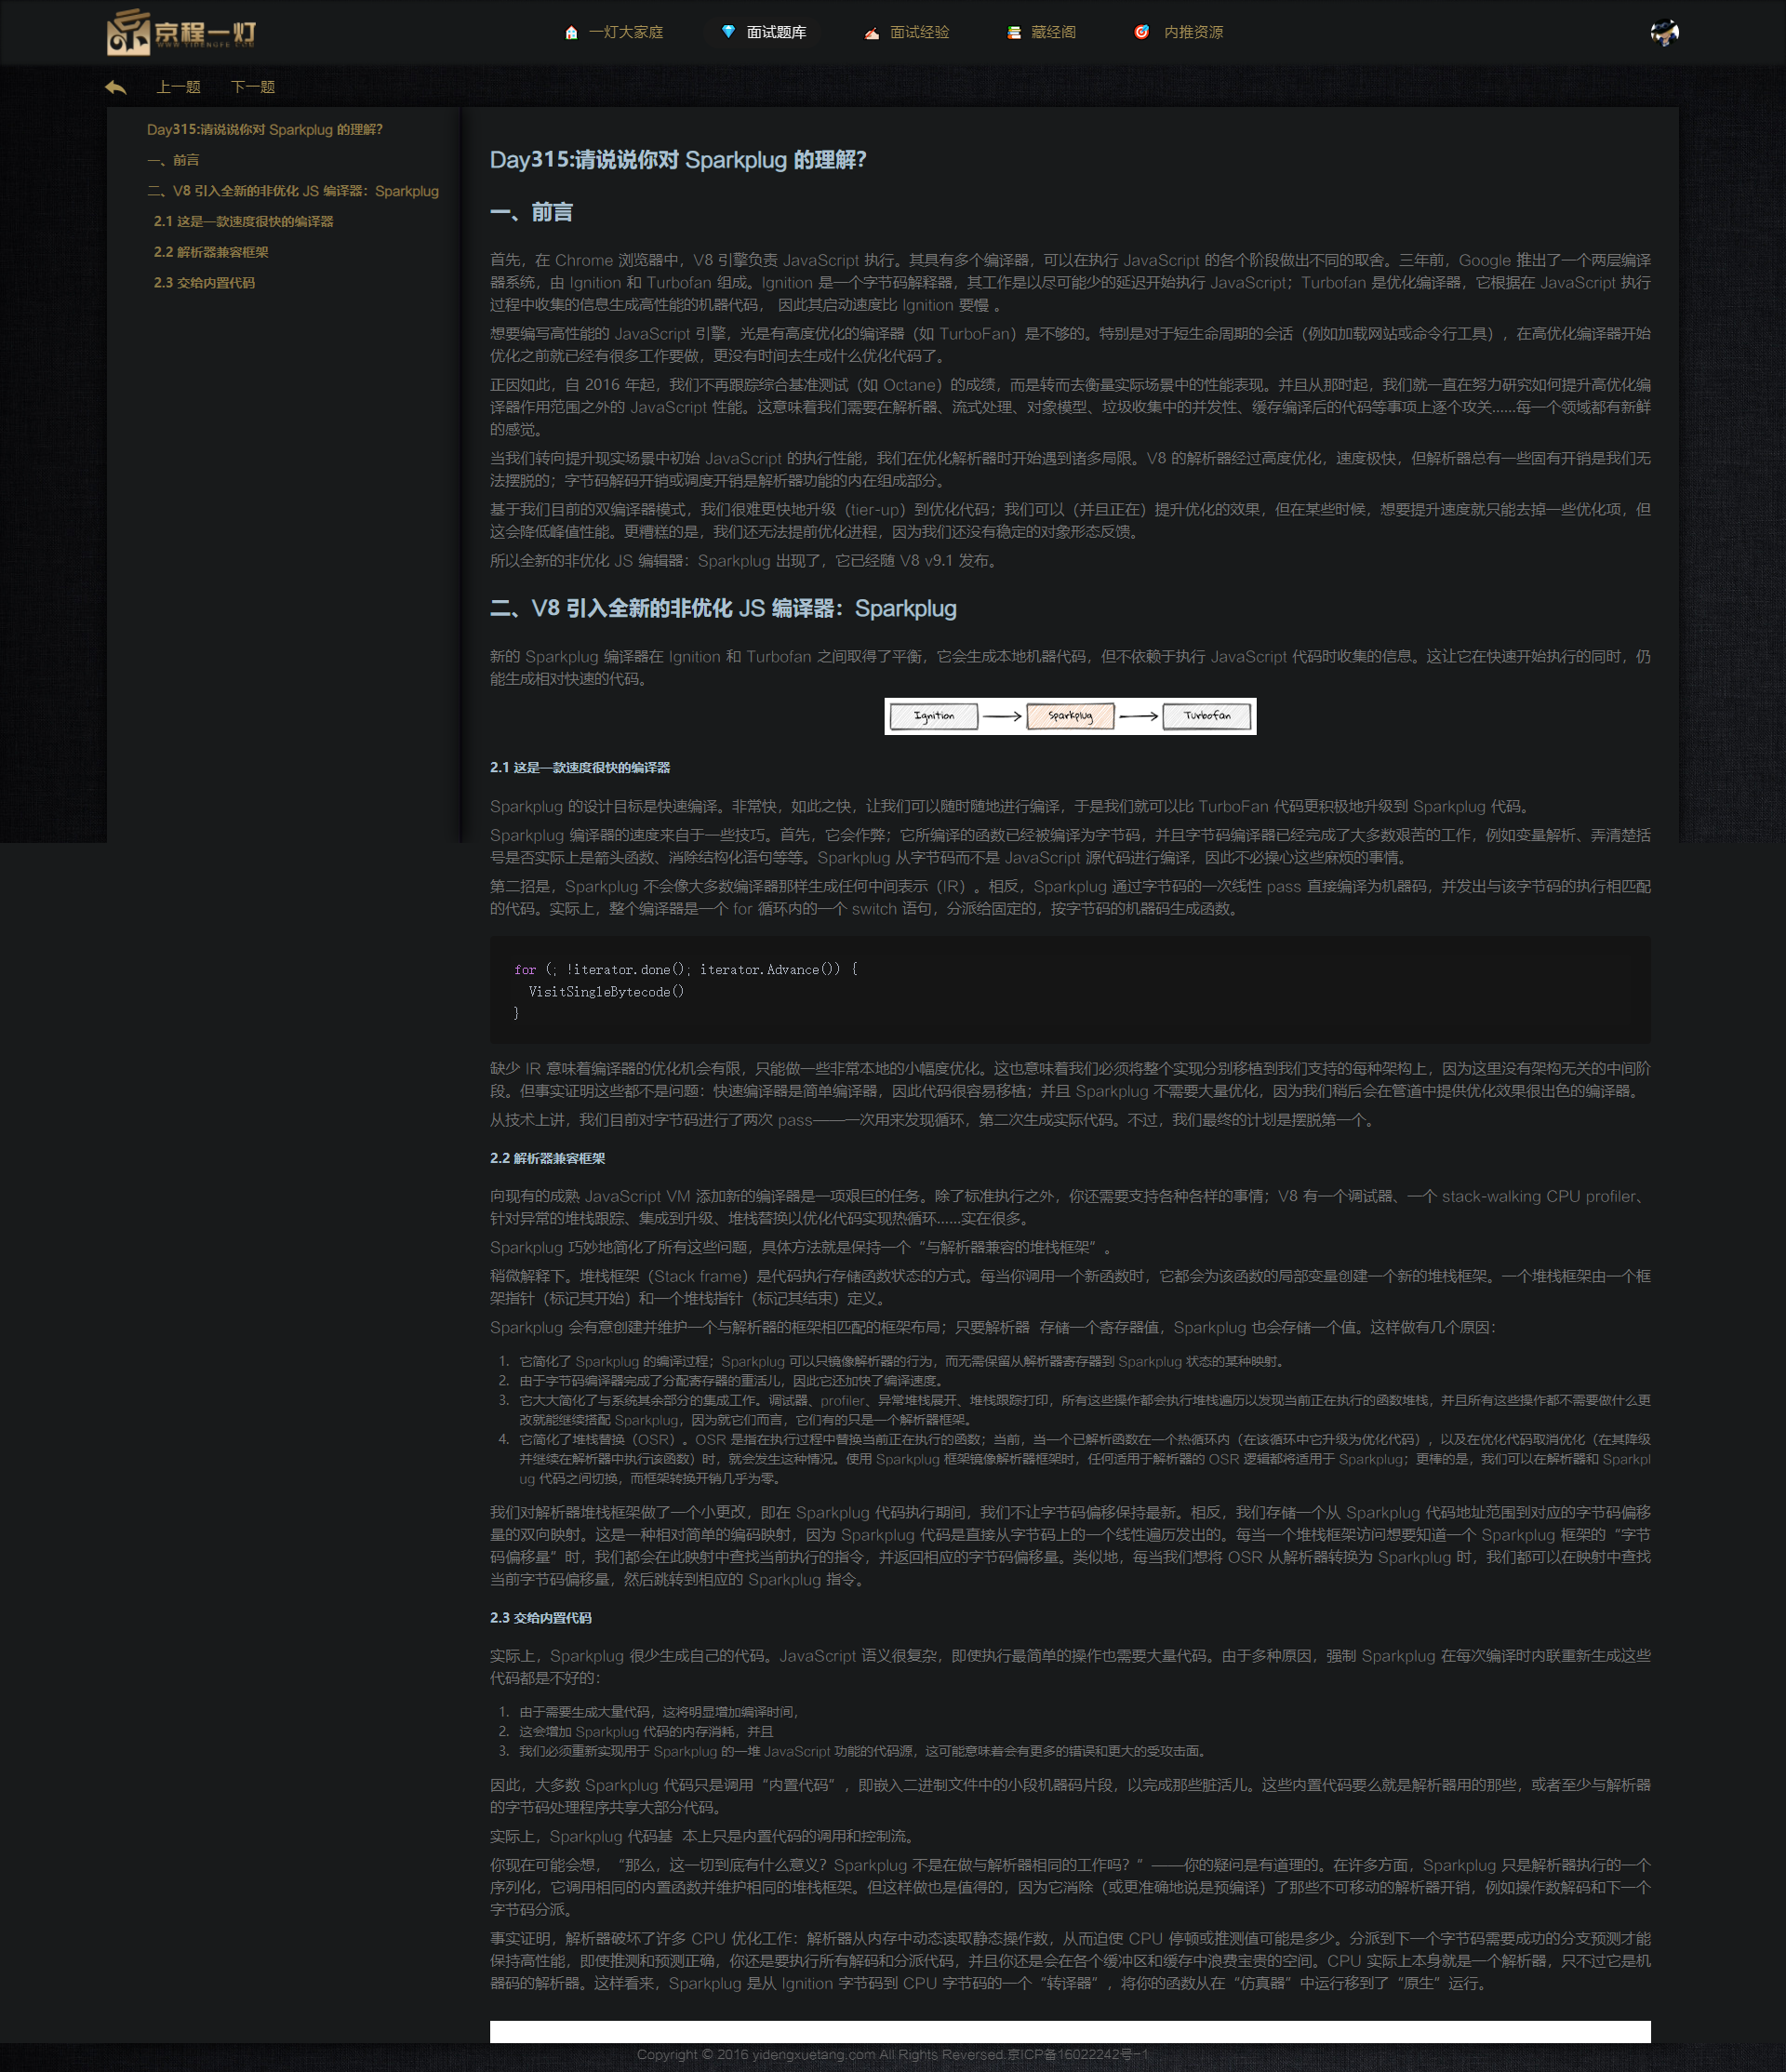 京程一灯
WWW.YIDENGFE.COM
一灯大家庭
面试题库
面试经验
藏经阁
内推资源
上一题
下一题
Day315:请说说你对 Sparkplug 的理解?
一、前言
二、V8 引入全新的非优化 JS 编译器：Sparkplug
2.1 这是一款速度很快的编译器
2.2 解析器兼容框架
2.3 交给内置代码
Day315:请说说你对 Sparkplug 的理解?
一、前言
首先，在 Chrome 浏览器中，V8 引擎负责 JavaScript 执行。其具有多个编译器，可以在执行 JavaScript 的各个阶段做出不同的取舍。三年前，Google 推出了一个两层编译
器系统，由 Ignition 和 Turbofan 组成。Ignition 是一个字节码解释器，其工作是以尽可能少的延迟开始执行 JavaScript；Turbofan 是优化编译器，它根据在 JavaScript 执行
过程中收集的信息生成高性能的机器代码， 因此其启动速度比 Ignition 要慢 。
想要编写高性能的 JavaScript 引擎，光是有高度优化的编译器（如 TurboFan）是不够的。特别是对于短生命周期的会话（例如加载网站或命令行工具），在高优化编译器开始
优化之前就已经有很多工作要做，更没有时间去生成什么优化代码了。
正因如此，自 2016 年起，我们不再跟踪综合基准测试（如 Octane）的成绩，而是转而去衡量实际场景中的性能表现。并且从那时起，我们就一直在努力研究如何提升高优化编
译器作用范围之外的 JavaScript 性能。这意味着我们需要在解析器、流式处理、对象模型、垃圾收集中的并发性、缓存编译后的代码等事项上逐个攻关……每一个领域都有新鲜
的感觉。
当我们转向提升现实场景中初始 JavaScript 的执行性能，我们在优化解析器时开始遇到诸多局限。V8 的解析器经过高度优化，速度极快，但解析器总有一些固有开销是我们无
法摆脱的；字节码解码开销或调度开销是解析器功能的内在组成部分。
基于我们目前的双编译器模式，我们很难更快地升级（tier-up）到优化代码；我们可以（并且正在）提升优化的效果，但在某些时候，想要提升速度就只能去掉一些优化项，但
这会降低峰值性能。更糟糕的是，我们还无法提前优化进程，因为我们还没有稳定的对象形态反馈。
所以全新的非优化 JS 编辑器：Sparkplug 出现了，它已经随 V8 v9.1 发布。
二、V8 引入全新的非优化 JS 编译器：Sparkplug
新的 Sparkplug 编译器在 Ignition 和 Turbofan 之间取得了平衡，它会生成本地机器代码，但不依赖于执行 JavaScript 代码时收集的信息。这让它在快速开始执行的同时，仍
能生成相对快速的代码。
Ignition
Sparkplug
Turbofan
2.1 这是一款速度很快的编译器
Sparkplug 的设计目标是快速编译。非常快，如此之快，让我们可以随时随地进行编译，于是我们就可以比 TurboFan 代码更积极地升级到 Sparkplug 代码。
Sparkplug 编译器的速度来自于一些技巧。首先，它会作弊；它所编译的函数已经被编译为字节码，并且字节码编译器已经完成了大多数艰苦的工作，例如变量解析、弄清楚括
号是否实际上是箭头函数、消除结构化语句等等。Sparkplug 从字节码而不是 JavaScript 源代码进行编译，因此不必操心这些麻烦的事情。
第二招是，Sparkplug 不会像大多数编译器那样生成任何中间表示（IR）。相反，Sparkplug 通过字节码的一次线性 pass 直接编译为机器码，并发出与该字节码的执行相匹配
的代码。实际上，整个编译器是一个 for 循环内的一个 switch 语句，分派给固定的，按字节码的机器码生成函数。
for (; !iterator.done(); iterator.Advance()) {
VisitSingleBytecode()
}
缺少 IR 意味着编译器的优化机会有限，只能做一些非常本地的小幅度优化。这也意味着我们必须将整个实现分别移植到我们支持的每种架构上，因为这里没有架构无关的中间阶
段。但事实证明这些都不是问题：快速编译器是简单编译器，因此代码很容易移植；并且 Sparkplug 不需要大量优化，因为我们稍后会在管道中提供优化效果很出色的编译器。
从技术上讲，我们目前对字节码进行了两次 pass——一次用来发现循环，第二次生成实际代码。不过，我们最终的计划是摆脱第一个。
2.2 解析器兼容框架
向现有的成熟 JavaScript VM 添加新的编译器是一项艰巨的任务。除了标准执行之外，你还需要支持各种各样的事情；V8 有一个调试器、一个 stack-walking CPU profiler、
针对异常的堆栈跟踪、集成到升级、堆栈替换以优化代码实现热循环……实在很多。
Sparkplug 巧妙地简化了所有这些问题，具体方法就是保持一个“与解析器兼容的堆栈框架”。
稍微解释下。堆栈框架（Stack frame）是代码执行存储函数状态的方式。每当你调用一个新函数时，它都会为该函数的局部变量创建一个新的堆栈框架。一个堆栈框架由一个框
架指针（标记其开始）和一个堆栈指针（标记其结束）定义。
Sparkplug 会有意创建并维护一个与解析器的框架相匹配的框架布局；只要解析器 存储一个寄存器值，Sparkplug 也会存储一个值。这样做有几个原因：
1. 它简化了 Sparkplug 的编译过程；Sparkplug 可以只镜像解析器的行为，而无需保留从解析器寄存器到 Sparkplug 状态的某种映射。
2. 由于字节码编译器完成了分配寄存器的重活儿，因此它还加快了编译速度。
3. 它大大简化了与系统其余部分的集成工作。调试器、profiler、异常堆栈展开、堆栈跟踪打印，所有这些操作都会执行堆栈遍历以发现当前正在执行的函数堆栈，并且所有这些操作都不需要做什么更
改就能继续搭配 Sparkplug，因为就它们而言，它们有的只是一个解析器框架。
4. 它简化了堆栈替换（OSR）。OSR 是指在执行过程中替换当前正在执行的函数；当前，当一个已解析函数在一个热循环内（在该循环中它升级为优化代码），以及在优化代码取消优化（在其降级
并继续在解析器中执行该函数）时，就会发生这种情况。使用 Sparkplug 框架镜像解析器框架时，任何适用于解析器的 OSR 逻辑都将适用于 Sparkplug；更棒的是，我们可以在解析器和 Sparkpl
ug 代码之间切换，而框架转换开销几乎为零。
我们对解析器堆栈框架做了一个小更改，即在 Sparkplug 代码执行期间，我们不让字节码偏移保持最新。相反，我们存储一个从 Sparkplug 代码地址范围到对应的字节码偏移
量的双向映射。这是一种相对简单的编码映射，因为 Sparkplug 代码是直接从字节码上的一个线性遍历发出的。每当一个堆栈框架访问想要知道一个 Sparkplug 框架的“字节
码偏移量”时，我们都会在此映射中查找当前执行的指令，并返回相应的字节码偏移量。类似地，每当我们想将 OSR 从解析器转换为 Sparkplug 时，我们都可以在映射中查找
当前字节码偏移量，然后跳转到相应的 Sparkplug 指令。
2.3 交给内置代码
实际上，Sparkplug 很少生成自己的代码。JavaScript 语义很复杂，即使执行最简单的操作也需要大量代码。由于多种原因，强制 Sparkplug 在每次编译时内联重新生成这些
代码都是不好的：
1. 由于需要生成大量代码，这将明显增加编译时间，
2. 这会增加 Sparkplug 代码的内存消耗，并且
3. 我们必须重新实现用于 Sparkplug 的一堆 JavaScript 功能的代码源，这可能意味着会有更多的错误和更大的受攻击面。
因此，大多数 Sparkplug 代码只是调用“内置代码”，即嵌入二进制文件中的小段机器码片段，以完成那些脏活儿。这些内置代码要么就是解析器用的那些，或者至少与解析器
的字节码处理程序共享大部分代码。
实际上，Sparkplug 代码基 本上只是内置代码的调用和控制流。
你现在可能会想，“那么，这一切到底有什么意义？Sparkplug 不是在做与解析器相同的工作吗？”——你的疑问是有道理的。在许多方面，Sparkplug 只是解析器执行的一个
序列化，它调用相同的内置函数并维护相同的堆栈框架。但这样做也是值得的，因为它消除（或更准确地说是预编译）了那些不可移动的解析器开销，例如操作数解码和下一个
字节码分派。
事实证明，解析器破坏了许多 CPU 优化工作：解析器从内存中动态读取静态操作数，从而迫使 CPU 停顿或推测值可能是多少。分派到下一个字节码需要成功的分支预测才能
保持高性能，即使推测和预测正确，你还是要执行所有解码和分派代码，并且你还是会在各个缓冲区和缓存中浪费宝贵的空间。CPU 实际上本身就是一个解析器，只不过它是机
器码的解析器。这样看来，Sparkplug 是从 Ignition 字节码到 CPU 字节码的一个“转译器”，将你的函数从在“仿真器”中运行移到了“原生”运行。
Copyright © 2016 yidengxuetang.com All Rights Reversed.京ICP备16022242号-1